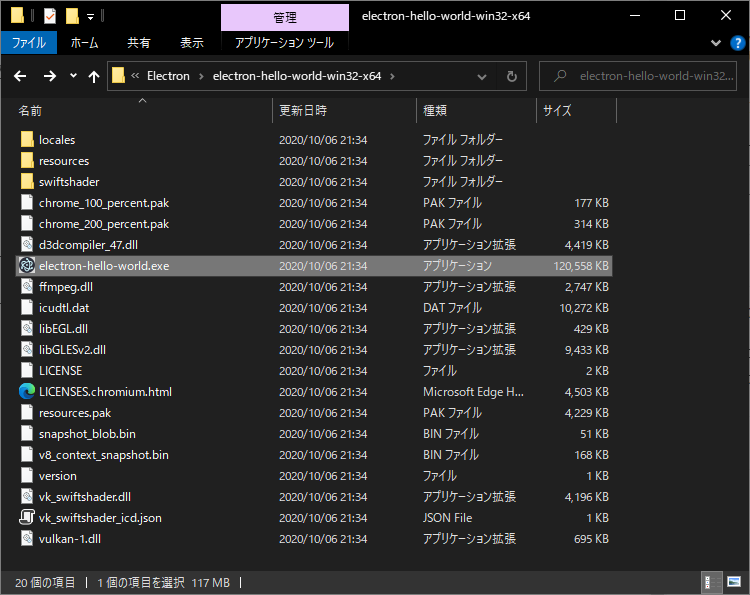 管理
electron-hello-world-win32-x64
ファイル ホーム 共有 表示 アプリケーション ツール
Electron electron-hello-world-win32-x64 electron-hello-world-win32...
名前 更新日時 種類 サイズ
locales 2020/10/06 21:34 ファイル フォルダー
resources 2020/10/06 21:34 ファイル フォルダー
swiftshader 2020/10/06 21:34 ファイル フォルダー
chrome_100_percent.pak 2020/10/06 21:34 PAK ファイル 177 KB
chrome_200_percent.pak 2020/10/06 21:34 PAK ファイル 314 KB
d3dcompiler_47.dll 2020/10/06 21:34 アプリケーション拡張 4,419 KB
electron-hello-world.exe 2020/10/06 21:34 アプリケーション 120,558 KB
ffmpeg.dll 2020/10/06 21:34 アプリケーション拡張 2,747 KB
icudtl.dat 2020/10/06 21:34 DAT ファイル 10,272 KB
libEGL.dll 2020/10/06 21:34 アプリケーション拡張 429 KB
libGLESv2.dll 2020/10/06 21:34 アプリケーション拡張 9,433 KB
LICENSE 2020/10/06 21:34 ファイル 2 KB
LICENSES.chromium.html 2020/10/06 21:34 Microsoft Edge H... 4,503 KB
resources.pak 2020/10/06 21:34 PAK ファイル 4,229 KB
snapshot_blob.bin 2020/10/06 21:34 BIN ファイル 51 KB
v8_context_snapshot.bin 2020/10/06 21:34 BIN ファイル 168 KB
version 2020/10/06 21:34 ファイル 1 KB
vk_swiftshader.dll 2020/10/06 21:34 アプリケーション拡張 4,196 KB
vk_swiftshader_icd.json 2020/10/06 21:34 JSON File 1 KB
vulkan-1.dll 2020/10/06 21:34 アプリケーション拡張 695 KB
20 個の項目 1 個の項目を選択 117 MB